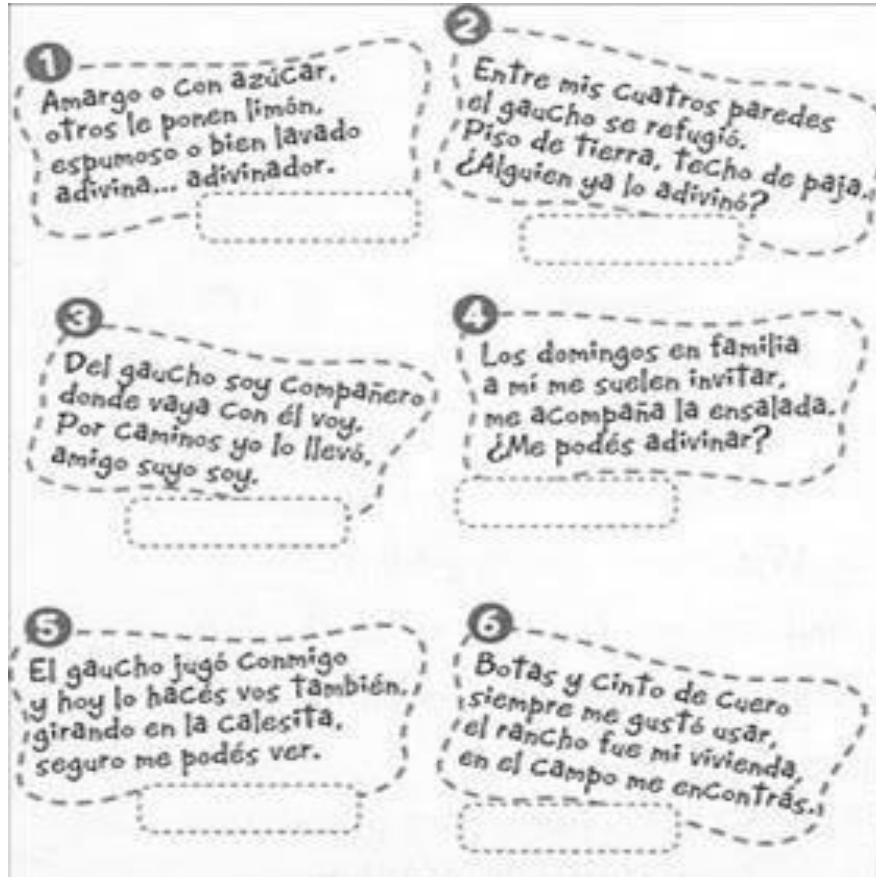 1
Amargo o con azúcar,
otros le ponen limón,
espumoso o bien lavado
adivina... adivinador.
2
Entre mis cuatros paredes
el gaucho se refugió.
Piso de tierra, techo de paja.
¿Alguien ya lo adivinó?
3
Del gaucho soy compañero
donde vaya con él voy.
Por caminos yo lo llevó,
amigo suyo soy.
4
Los domingos en familia
a mí me suelen invitar,
me acompaña la ensalada.
¿Me podés adivinar?
5
El gaucho jugó conmigo
y hoy lo hacés vos también,
girando en la calesita,
seguro me podés ver.
6
Botas y cinto de cuero
siempre me gustó usar,
el rancho fue mi vivienda,
en el campo me encontrás.